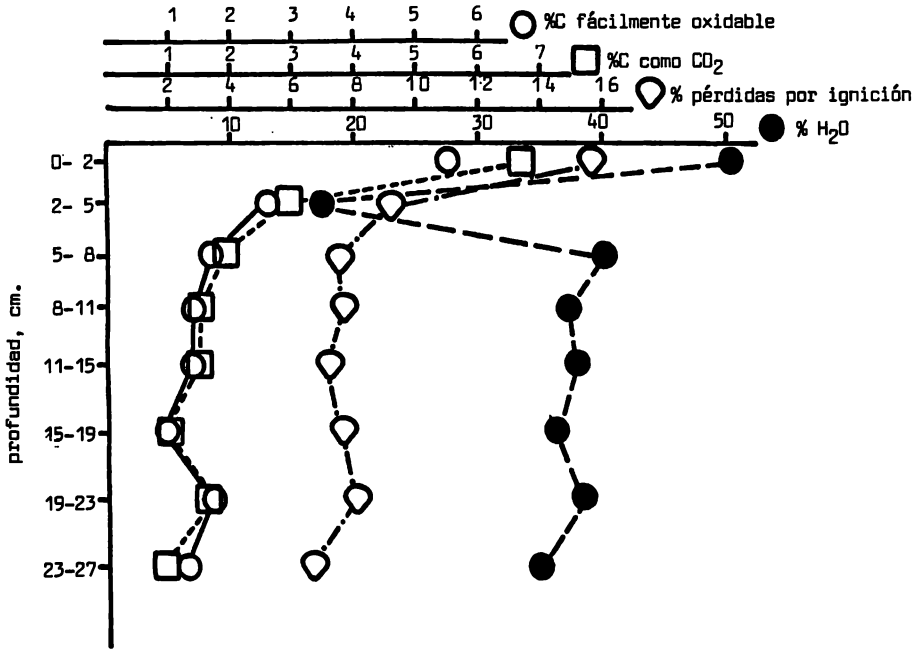 1 2 3 4 5 6 %C fácilmente oxidable
1 2 3 4 5 6 7 %C como CO2
2 4 6 8 10 12 14 16 % pérdidas por ignición
10 20 30 40 50 % H2O
0- 2
2- 5
5- 8
8-11
11-15
15-19
19-23
23-27
profundidad, cm.